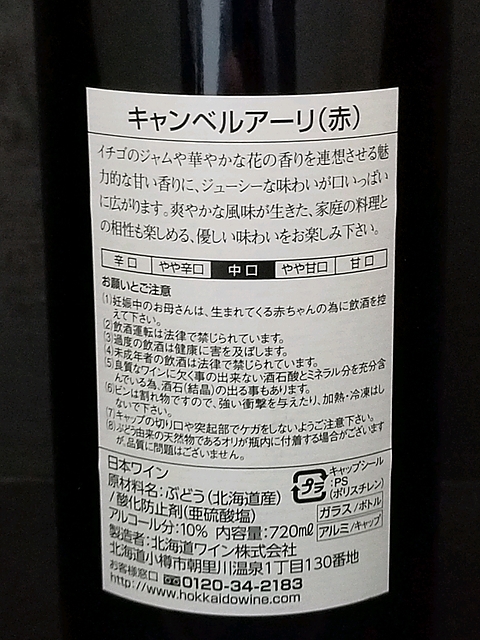 キャンベルアーリ(赤)
イチゴのジャムや華やかな花の香りを連想させる魅
力的な甘い香りに、ジューシーな味わいが口いっぱい
に広がります。爽やかな風味が生きた、家庭の料理と
の相性も楽しめる、優しい味わいをお楽しみ下さい。
辛口 やや辛口 中口 やや甘口 甘口
お願いとご注意
(1)妊娠中のお母さんは、生まれてくる赤ちゃんの為に飲酒を控
えて下さい。
(2)飲酒運転は法律で禁じられています。
(3)過度の飲酒は健康に害を及ぼします。
(4)未成年者の飲酒は法律で禁じられています。
(5)良質なワインに欠く事の出来ない酒石酸とミネラル分を充分含
んでいる為、酒石(結晶)の出る事もあります。
(6)ビンは割れ物ですので、強い衝撃を与えたり、加熱・冷凍はし
ないで下さい。
(7)キャップの切り口や突起部でケガをしないようご注意下さい。
(8)ぶどう由来の天然物であるオリが瓶内に付着する場合がございます
が、品質に問題はございません。
日本ワイン
原材料名:ぶどう(北海道産)
/酸化防止剤(亜硫酸塩)
アルコール分:10% 内容量:720ml
製造者:北海道ワイン株式会社
北海道小樽市朝里川温泉1丁目130番地
お客様窓口 0120-34-2183
http://www.hokkaidowine.com
プラ
キャップシール
:PS
(ポリスチレン)
ガラス/ボトル
アルミ/キャップ